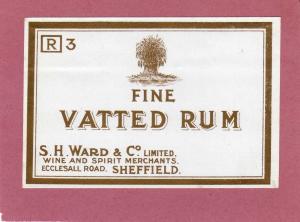 R 3
FINE
VATTED RUM
S. H. WARD & Co. LIMITED,
WINE AND SPIRIT MERCHANTS,
ECCLESALL ROAD, SHEFFIELD.